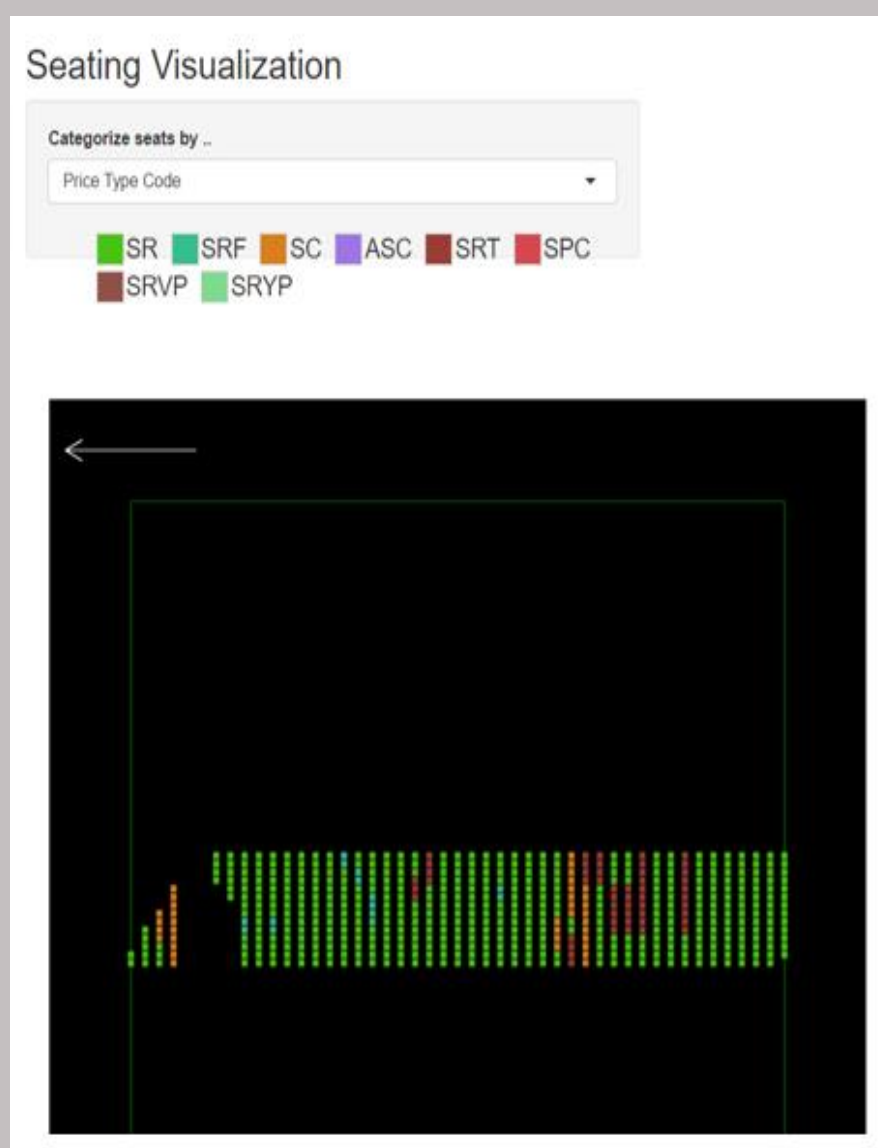 Seating Visualization
Categorize seats by ..
Price Type Code
SR SRF SC ASC SRT SPC
SRVP SRYP